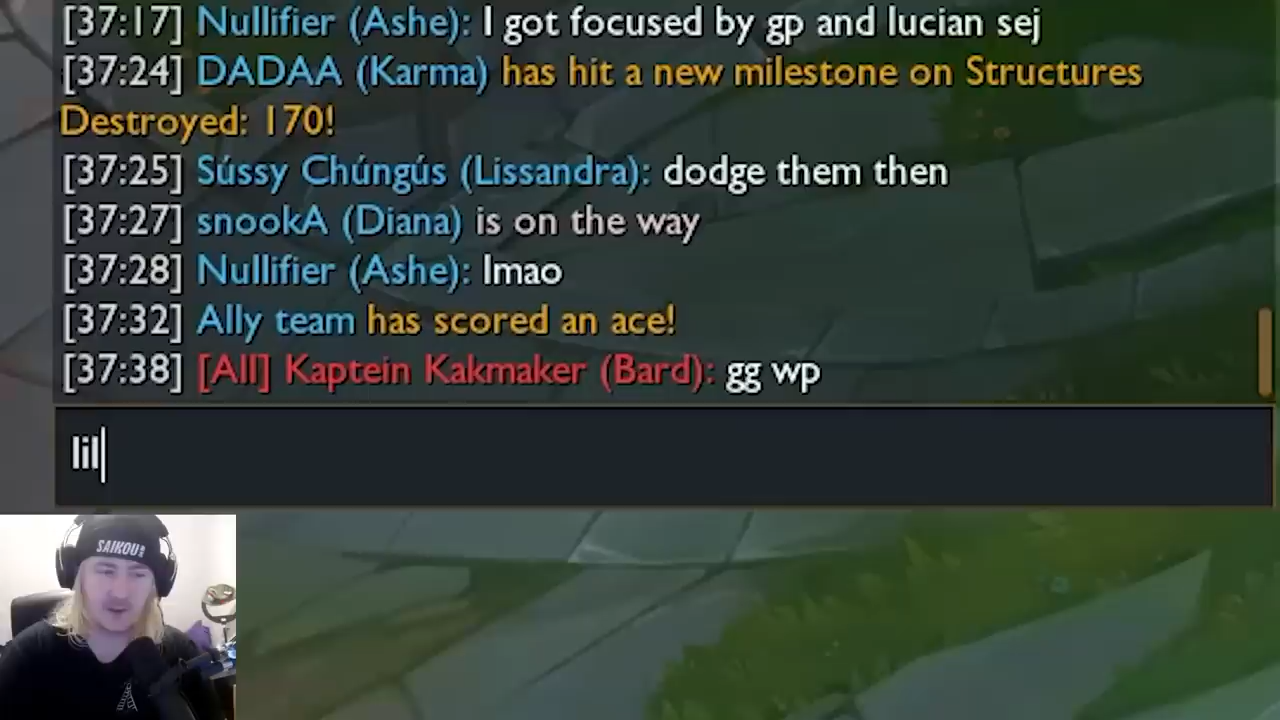 [37:17] Nullifier (Ashe): I got focused by gp and lucian sej
[37:24] DADAA (Karma) has hit a new milestone on Structures
Destroyed: 170!
[37:25] Sússy Chúngús (Lissandra): dodge them then
[37:27] snookA (Diana) is on the way
[37:28] Nullifier (Ashe): lmao
[37:32] Ally team has scored an ace!
[37:38] [All] Kaptein Kakmaker (Bard): gg wp
lil
SAIKOU